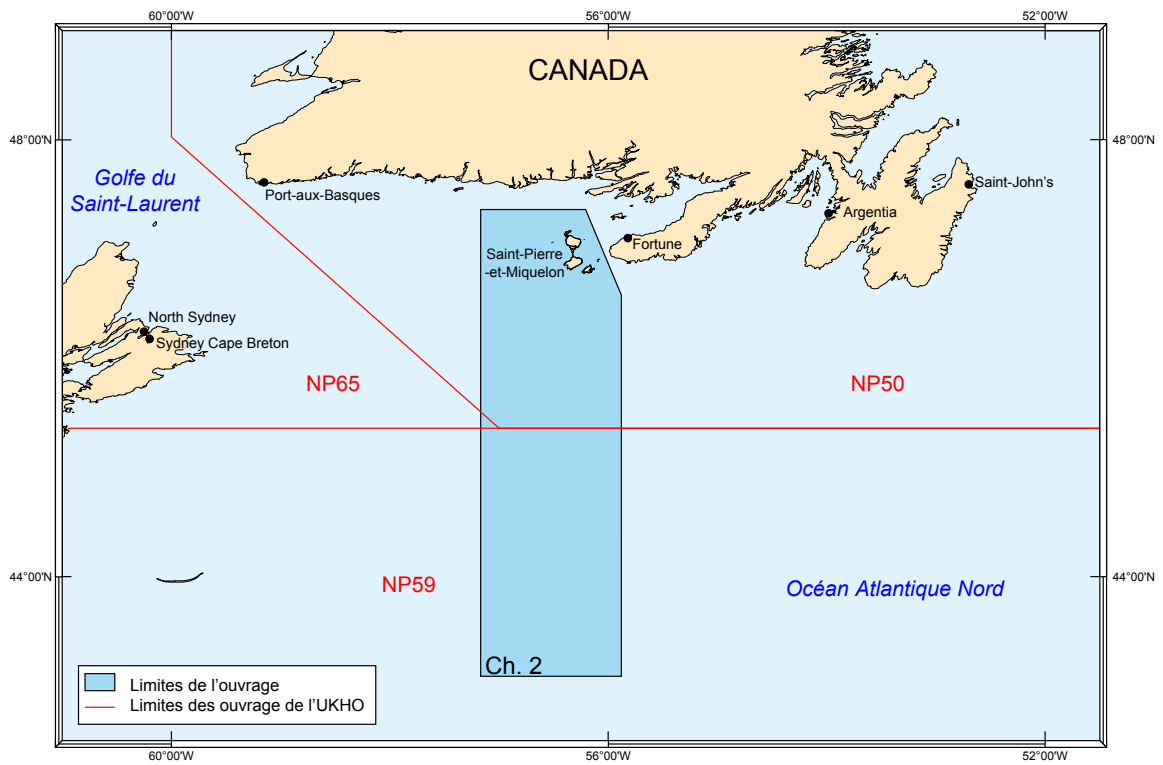 60°00'W
56°00'W
52°00'W
CANADA
48°00'N
48°00'N
Golfe du
Saint-Laurent
Port-aux-Basques
Saint-John's
Argentia
Fortune
Saint-Pierre
-et-Miquelon
North Sydney
Sydney Cape Breton
NP65
NP50
44°00'N
44°00'N
NP59
Océan Atlantique Nord
Ch. 2
Limites de l'ouvrage
Limites des ouvrage de l'UKHO
60°00'W
56°00'W
52°00'W